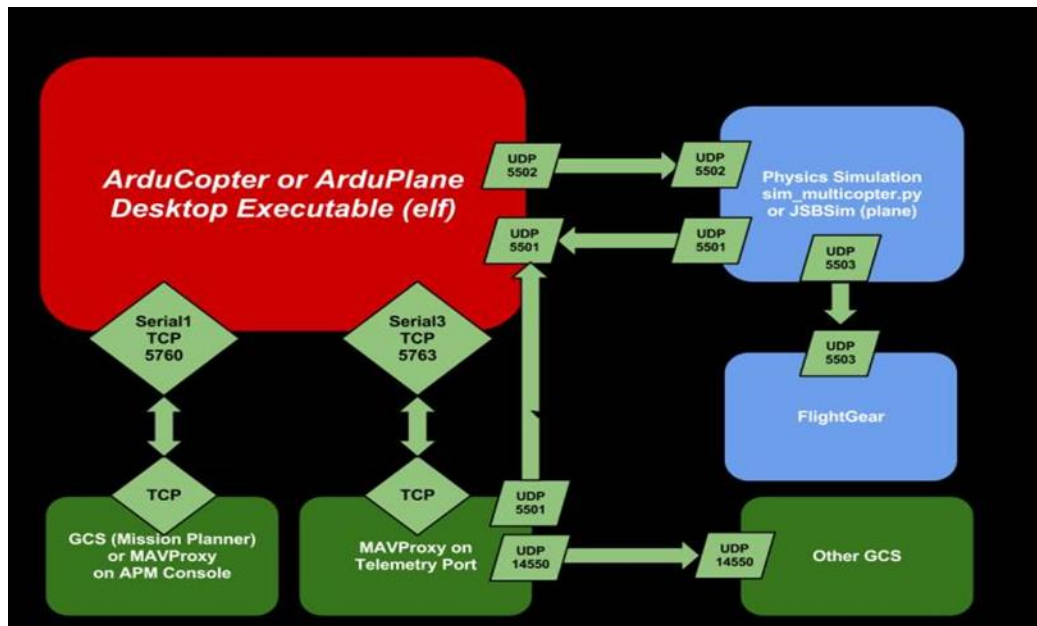 ArduCopter or ArduPlane
Desktop Executable (elf)
UDP
5502
UDP
5502
Physics Simulation
sim_multicopter.py
or JSBSim (plane)
UDP
5501
UDP
5501
UDP
5503
Serial1
TCP
5760
Serial3
TCP
5763
UDP
5503
FlightGear
TCP
GCS (Mission Planner)
or MAVProxy
on APM Console
TCP
MAVProxy on
Telemetry Port
UDP
5501
UDP
14550
UDP
14550
Other GCS